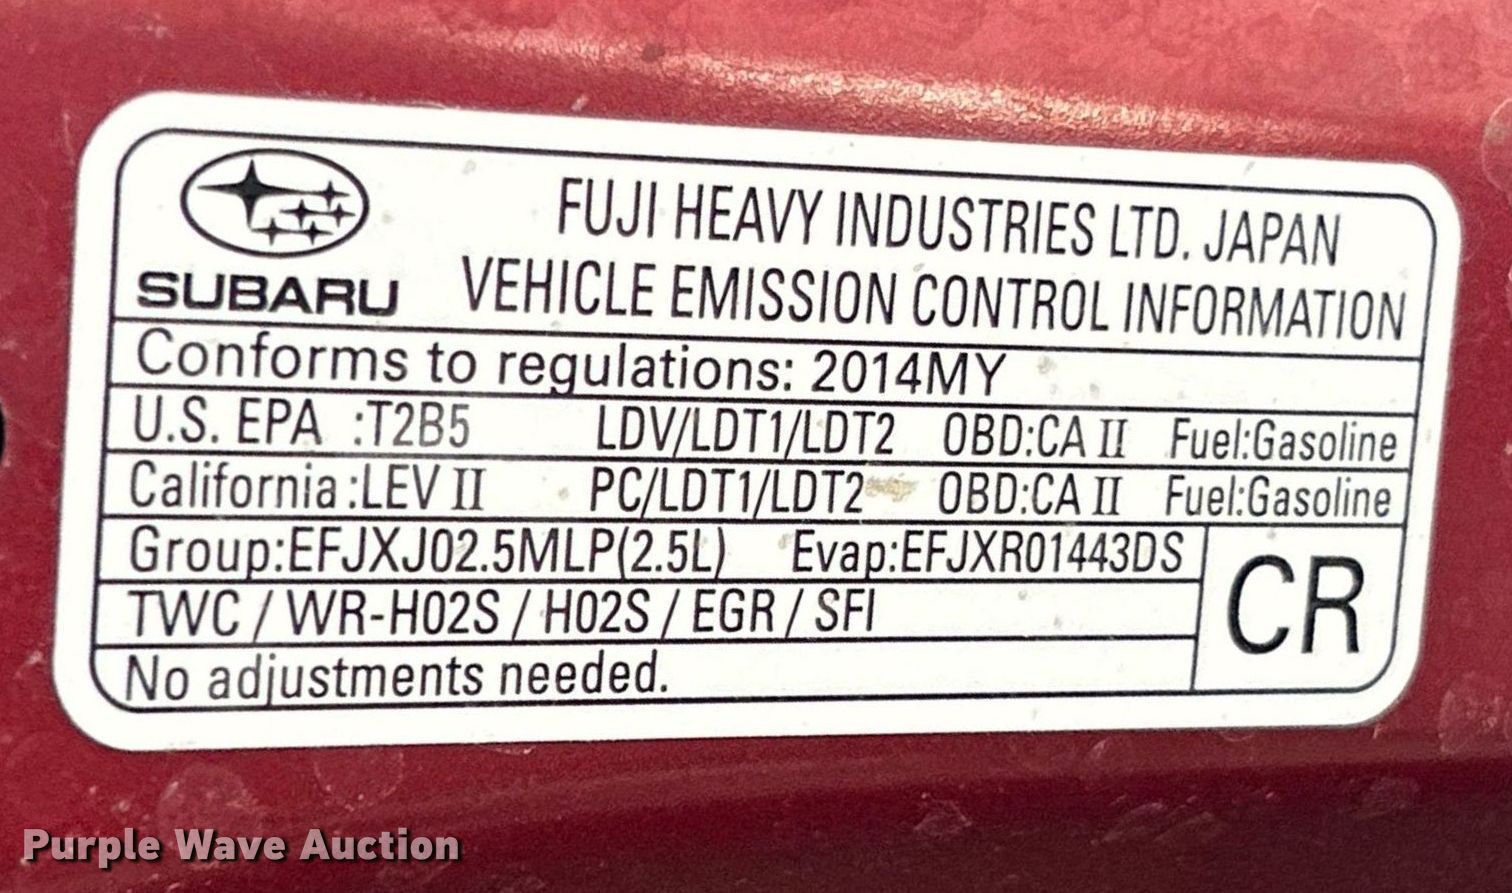 FUJI HEAVY INDUSTRIES LTD. JAPAN
SUBARU VEHICLE EMISSION CONTROL INFORMATION
Conforms to regulations: 2014MY
U.S. EPA :T2B5 LDV/LDT1/LDT2 OBD:CA II Fuel:Gasoline
California:LEV II PC/LDT1/LDT2 OBD:CA II Fuel:Gasoline
Group:EFJXJ02.5MLP(2.5L) Evap:EFJXR01443DS
CR
TWC / WR-HO2S / HO2S / EGR / SFI
No adjustments needed.
Purple Wave Auction